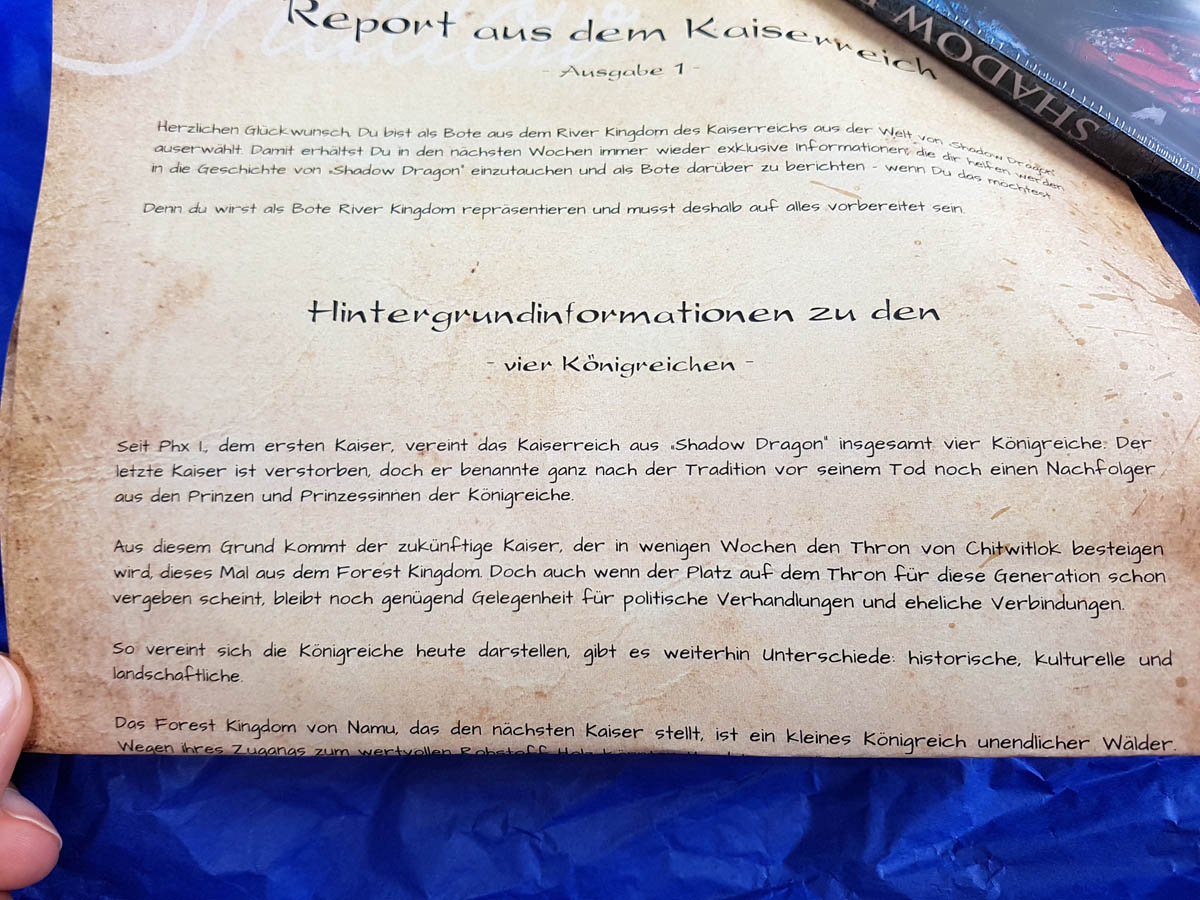 Report aus dem Kaiserreich
- Ausgabe 1 -
Herzlichen Glückwunsch. Du bist als Bote aus dem River Kingdom des Kaiserreichs aus der Welt von „Shadow Dragon“
auserwählt. Damit erhältst Du in den nächsten Wochen immer wieder exklusive Informationen, die dir helfen werden
in die Geschichte von „Shadow Dragon“ einzutauchen und als Bote darüber zu berichten - wenn Du das möchtest.
Denn du wirst als Bote River Kingdom repräsentieren und musst deshalb auf alles vorbereitet sein.
Hintergrundinformationen zu den
- vier Königreichen -
Seit Phx I., dem ersten Kaiser, vereint das Kaiserreich aus „Shadow Dragon“ insgesamt vier Königreiche. Der
letzte Kaiser ist verstorben, doch er benannte ganz nach der Tradition vor seinem Tod noch einen Nachfolger
aus den Prinzen und Prinzessinnen der Königreiche.
Aus diesem Grund kommt der zukünftige Kaiser, der in wenigen Wochen den Thron von Chitwitlok besteigen
wird, dieses Mal aus dem Forest Kingdom. Doch auch wenn der Platz auf dem Thron für diese Generation schon
vergeben scheint, bleibt noch genügend Gelegenheit für politische Verhandlungen und eheliche Verbindungen.
So vereint sich die Königreiche heute darstellen, gibt es weiterhin Unterschiede: historische, kulturelle und
landschaftliche.
Das Forest Kingdom von Namu, das den nächsten Kaiser stellt, ist ein kleines Königreich unendlicher Wälder.
Wegen ihres Zugangs zum wertvollen Rohstoff Holz
SHADOW